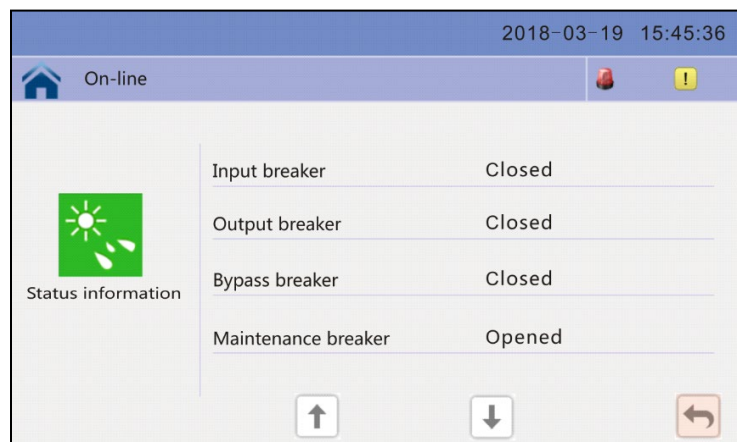 2018-03-19 15:45:36
On-line
Input breaker Closed
Output breaker Closed
Bypass breaker Closed
Status information
Maintenance breaker Opened